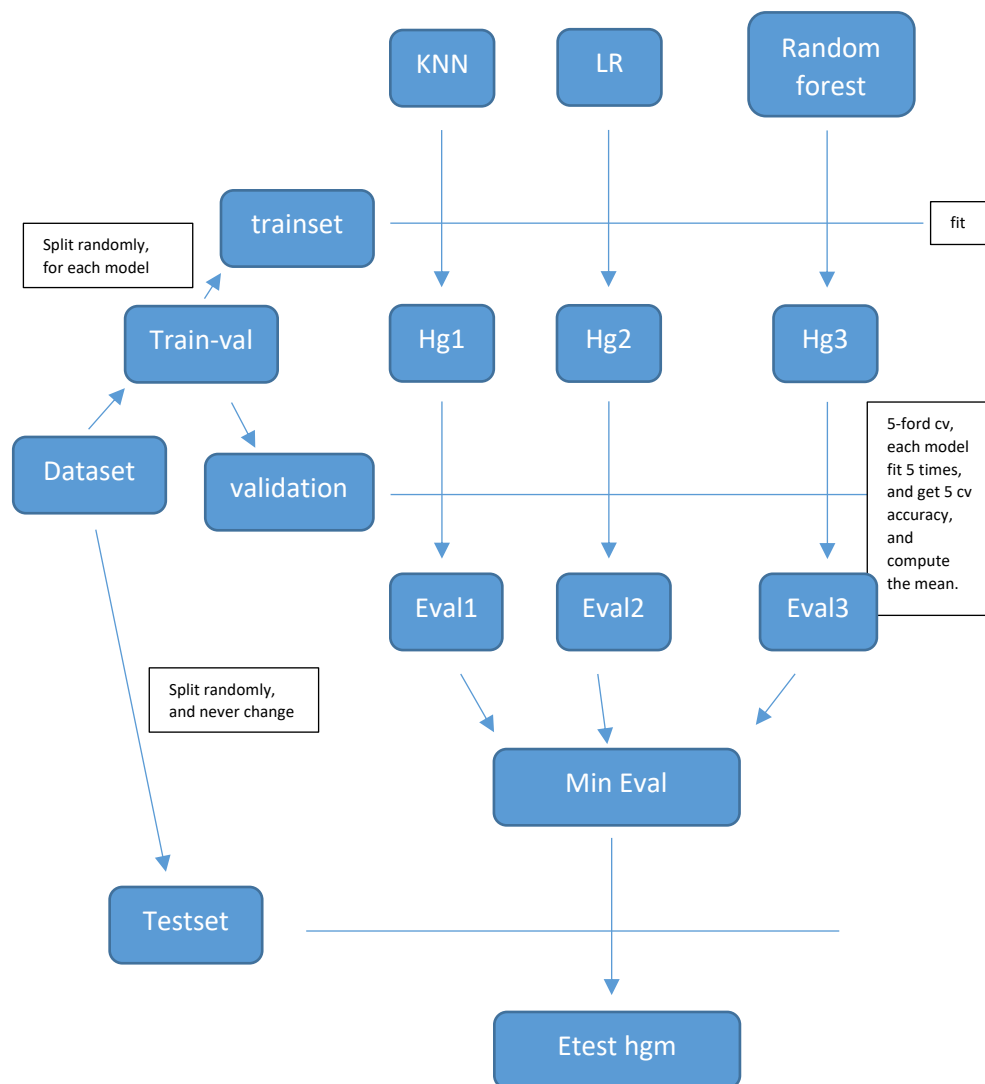 KNN
LR
Random
forest
trainset
fit
Split randomly,
for each model
Train-val
Hg1
Hg2
Hg3
Dataset
validation
5-ford cv,
each model
fit 5 times,
and get 5 cv
accuracy,
and
compute
the mean.
Eval1
Eval2
Eval3
Split randomly,
and never change
Min Eval
Testset
Etest hgm